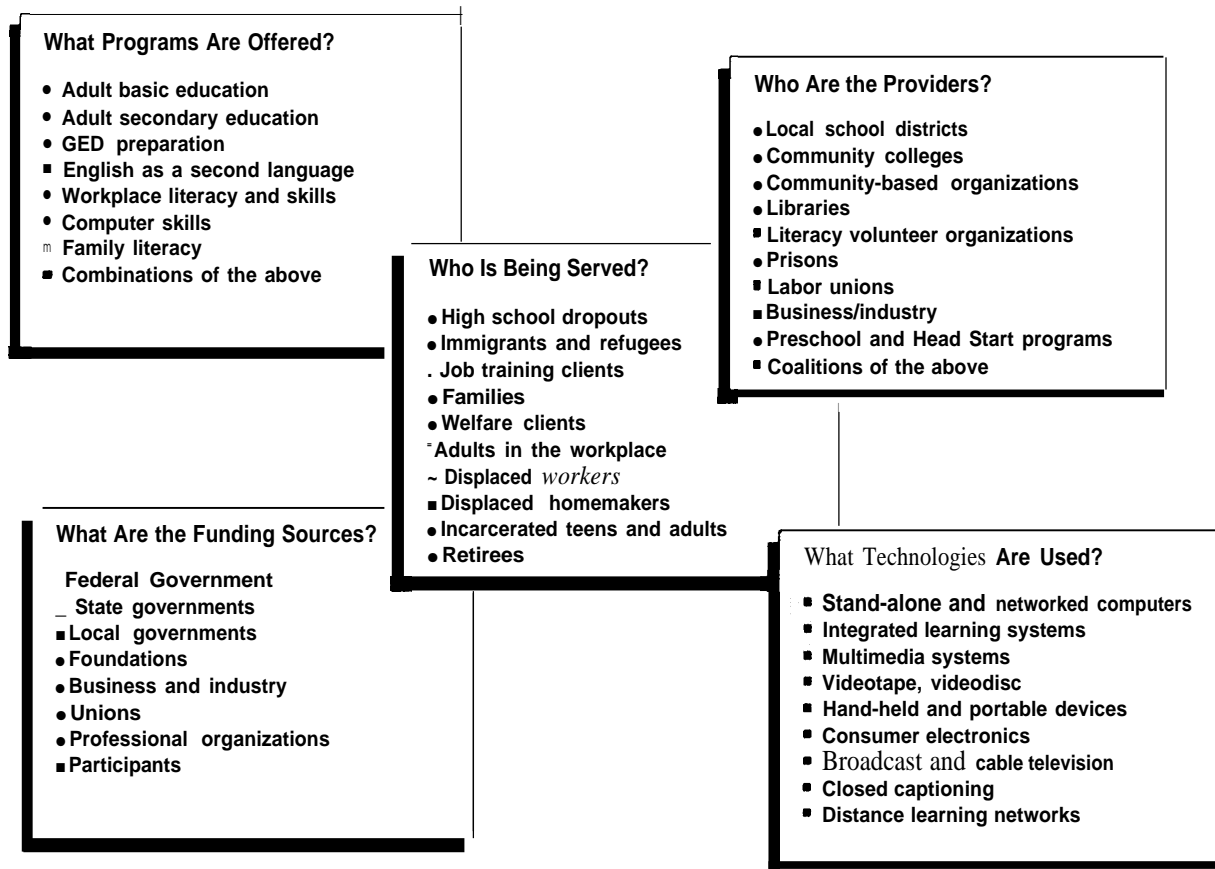 What Programs Are Offered?
• Adult basic education
• Adult secondary education
• GED preparation
■ English as a second language
• Workplace literacy and skills
• Computer skills
m Family literacy
■ Combinations of the above
Who Are the Providers?
• Local school districts
• Community colleges
• Community-based organizations
• Libraries
■ Literacy volunteer organizations
• Prisons
■ Labor unions
■ Business/industry
• Preschool and Head Start programs
■ Coalitions of the above
Who Is Being Served?
• High school dropouts
• Immigrants and refugees
. Job training clients
• Families
• Welfare clients
" Adults in the workplace
~ Displaced workers
■ Displaced homemakers
• Incarcerated teens and adults
• Retirees
What Are the Funding Sources?
Federal Government
_ State governments
■ Local governments
• Foundations
• Business and industry
• Unions
• Professional organizations
■ Participants
What Technologies Are Used?
■ Stand-alone and networked computers
■ Integrated learning systems
■ Multimedia systems
■ Videotape, videodisc
■ Hand-held and portable devices
■ Consumer electronics
■ Broadcast and cable television
■ Closed captioning
■ Distance learning networks